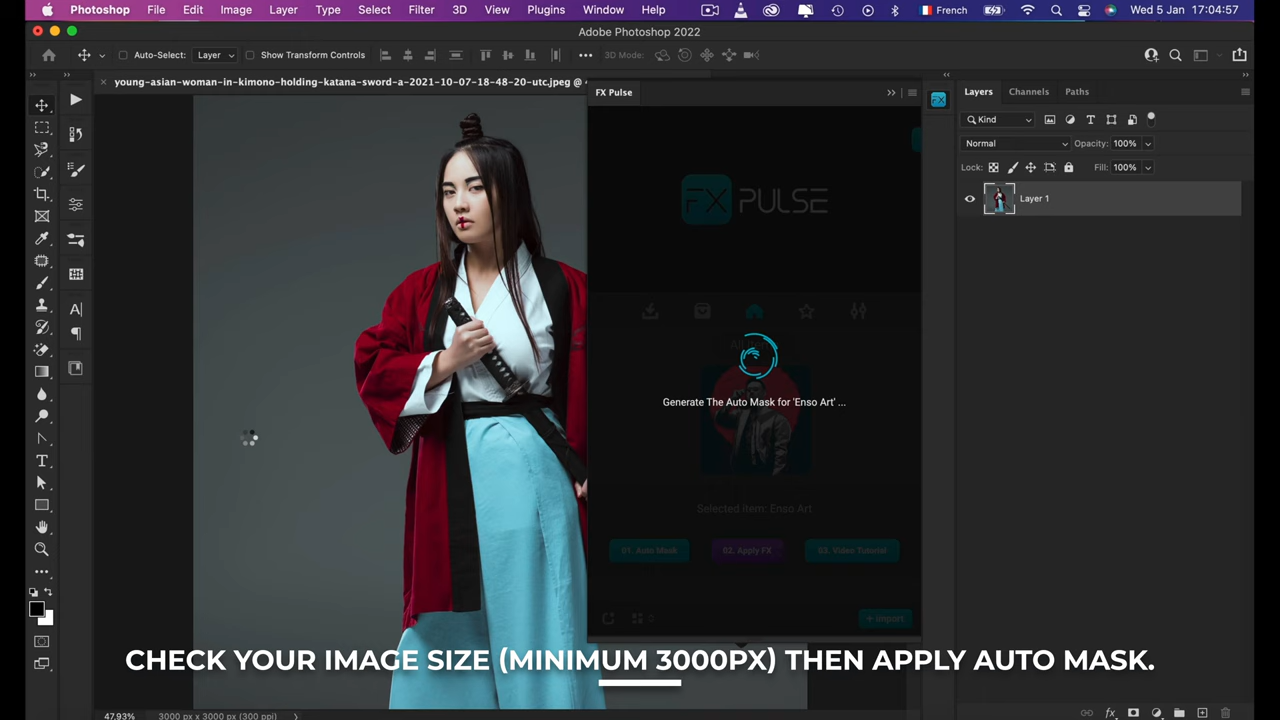 Photoshop File Edit Image Layer Type Select Filter 3D View Plugins Window Help French Wed 5 Jan 17:04:57
Adobe Photoshop 2022
Auto-Select: Layer Show Transform Controls 3D Mode:
young-asian-woman-in-kimono-holding-katana-sword-a-2021-10-07-18-48-20-utc.jpeg @
FX Pulse
FX PULSE
Generate The Auto Mask for 'Enso Art' ...
Selected item: Enso Art
01. Auto Mask 02. Apply FX 03. Video Tutorial
+ import
FX
Layers Channels Paths
Kind
Normal Opacity: 100%
Lock: Fill: 100%
Layer 1
fx
47.93% 3000 px x 3000 px (300 ppi)
CHECK YOUR IMAGE SIZE (MINIMUM 3000PX) THEN APPLY AUTO MASK.